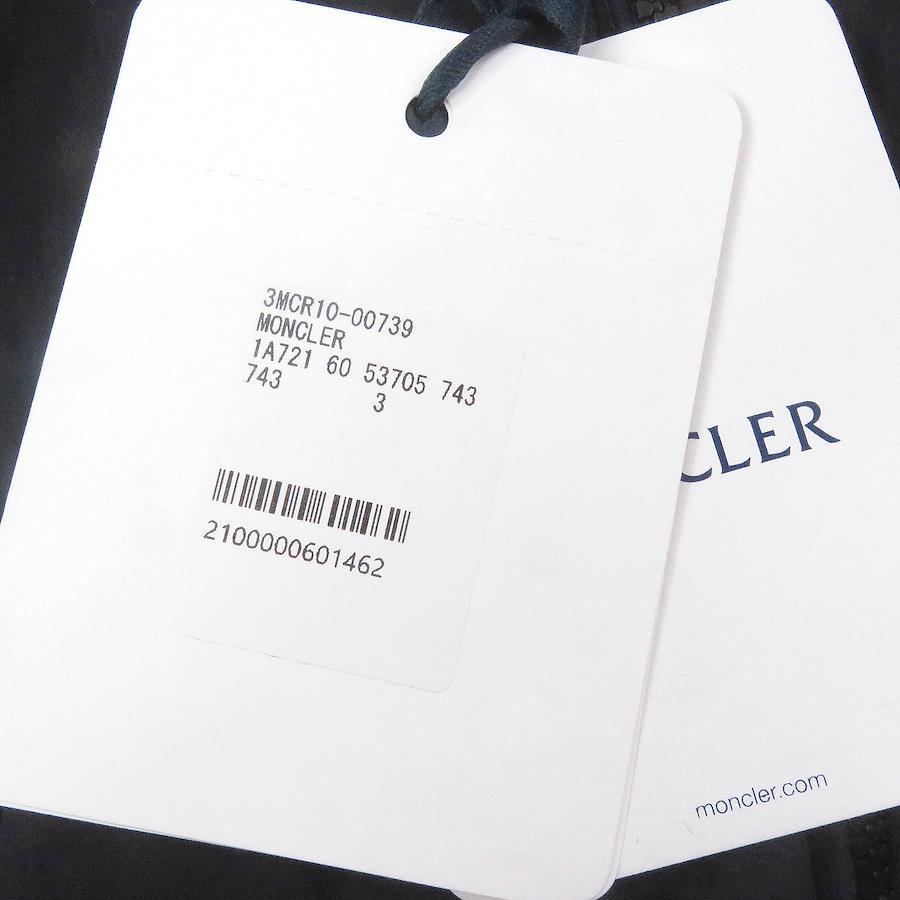 3MCR10-00739
MONCLER
1A721 60 53705 743
743 3
2100000601462
CLER
moncler.com